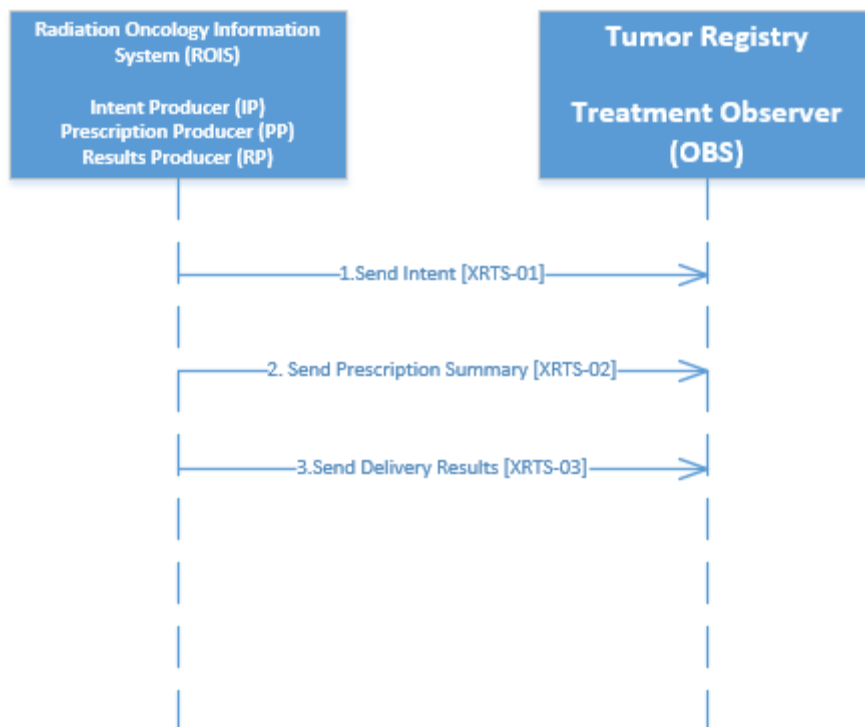 Radiation Oncology Information
System (ROIS)
Intent Producer (IP)
Prescription Producer (PP)
Results Producer (RP)
Tumor Registry
Treatment Observer
(OBS)
1.Send Intent [XRTS-01]
2. Send Prescription Summary [XRTS-02]
3.Send Delivery Results [XRTS-03]